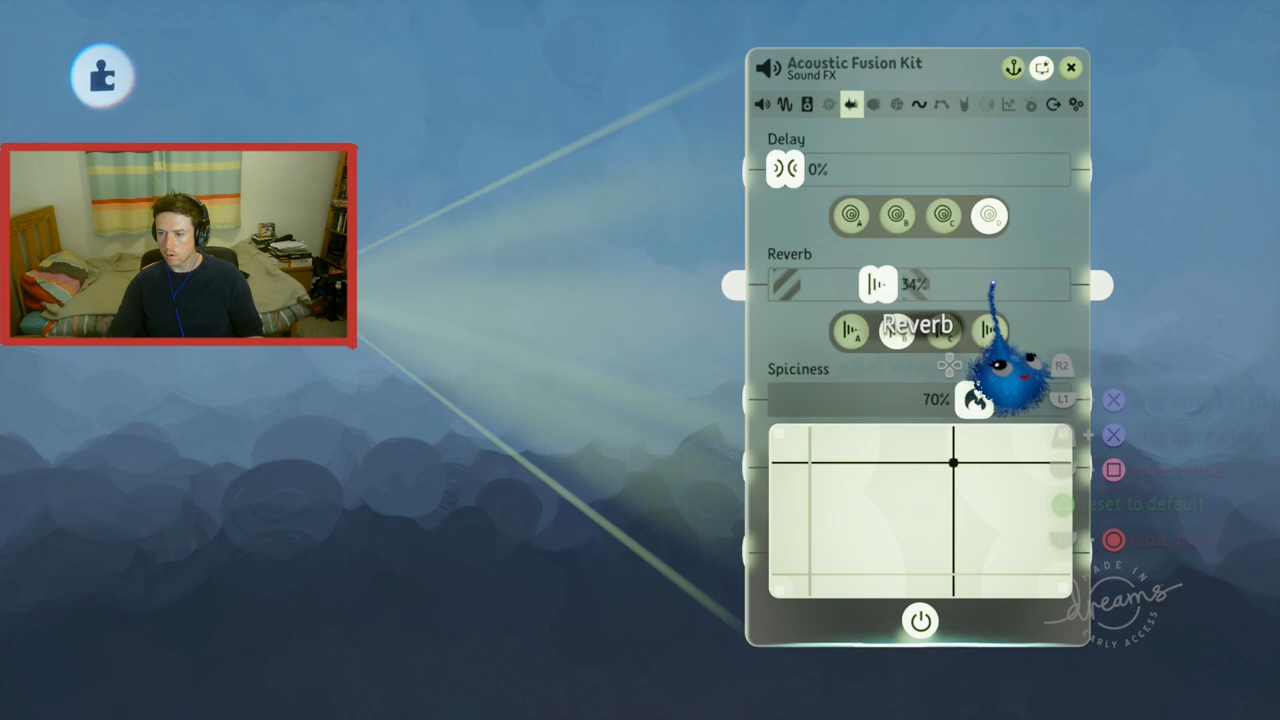 Acoustic Fusion Kit
Sound FX
Delay
0%
A
B
C
D
Reverb
34%
A
B
C
Reverb
Spiciness
R2
70%
L1
reset to default
MADE IN
dreams
EARLY ACCESS